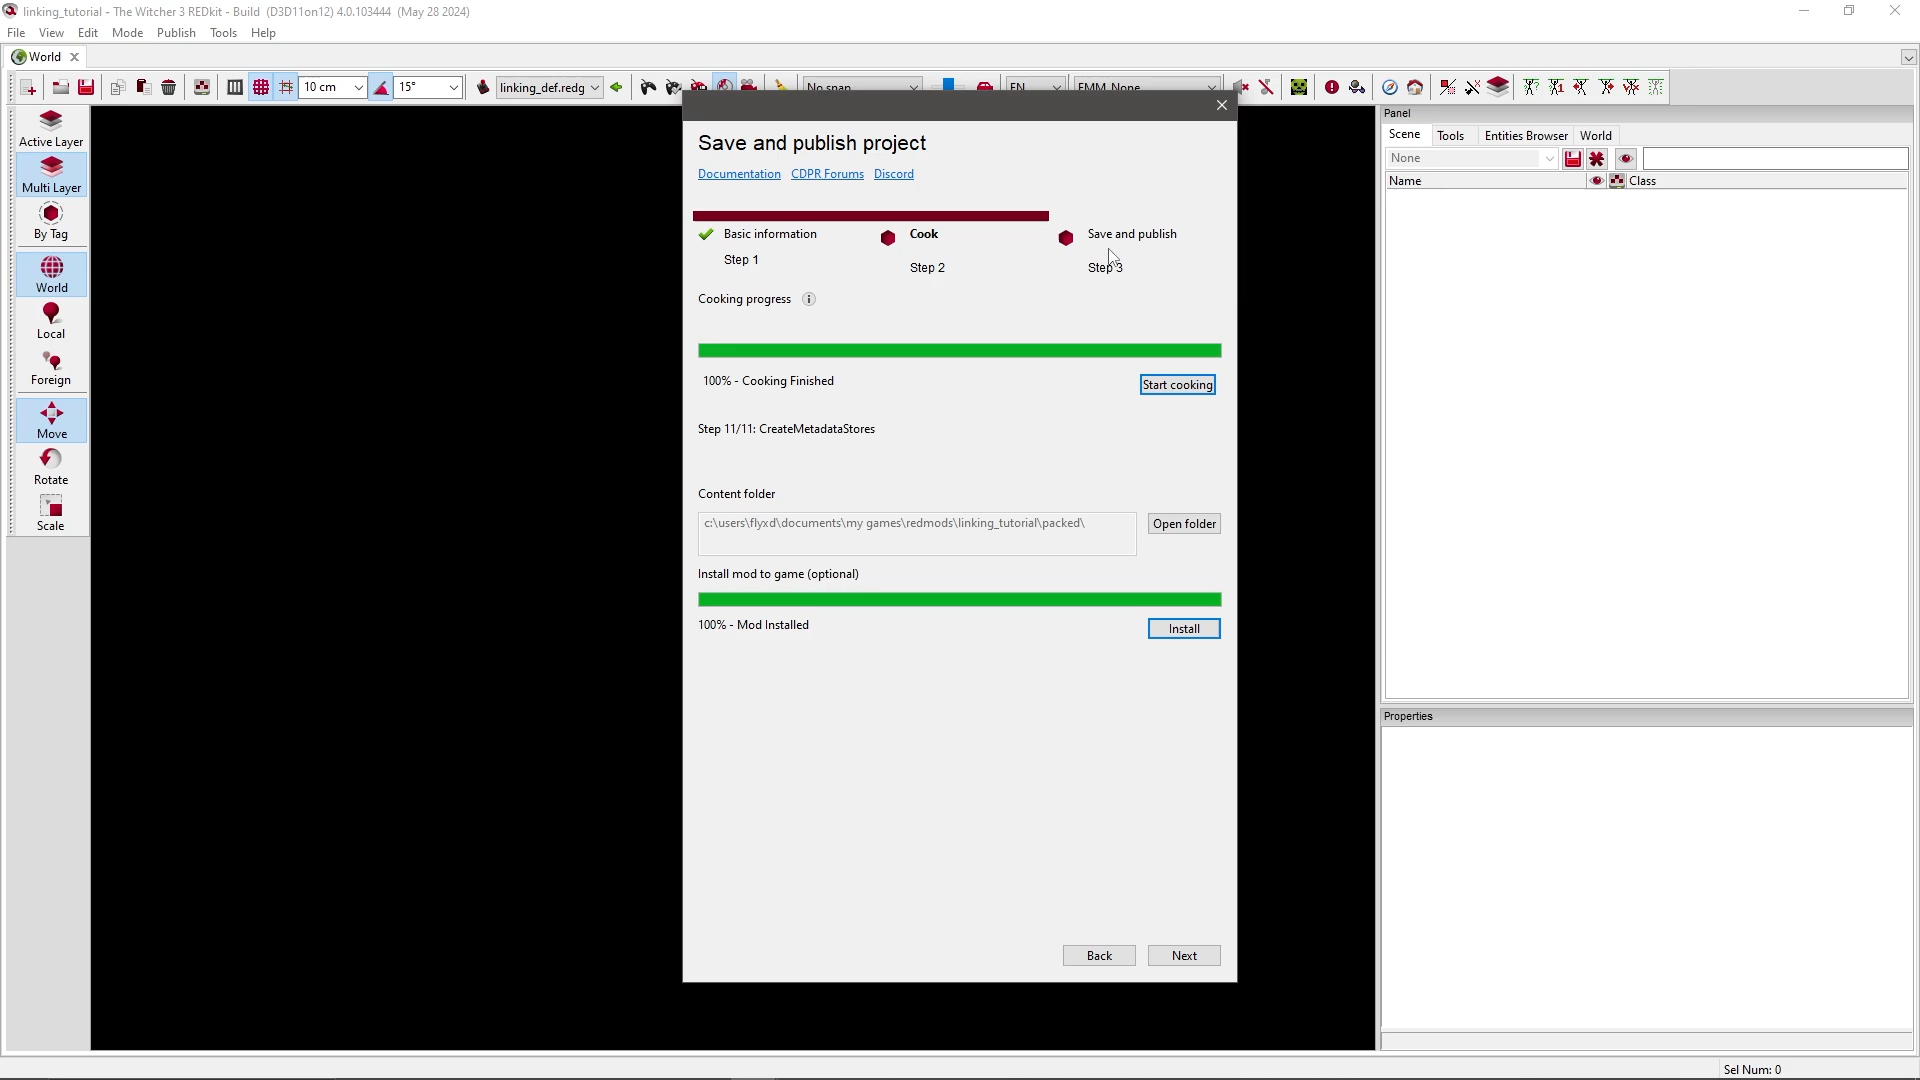 linking_tutorial - The Witcher 3 REDkit - Build  (D3D11on12) 4.0.103444  (May 28 2024)
File View Edit Mode Publish Tools Help
World
10 cm 15° linking_def.redg No snap EN FMM_None
Active Layer
Multi Layer
By Tag
World
Local
Foreign
Move
Rotate
Scale
Save and publish project
Documentation CDPR Forums Discord
Basic information Cook Save and publish
Step 1 Step 2 Step 3
Cooking progress
100% - Cooking Finished Start cooking
Step 11/11: CreateMetadataStores
Content folder
c:\users\flyxd\documents\my games\redmods\linking_tutorial\packed\ Open folder
Install mod to game (optional)
100% - Mod Installed Install
Back Next
Panel
Scene Tools Entities Browser World
None
Name Class
Properties
Sel Num: 0